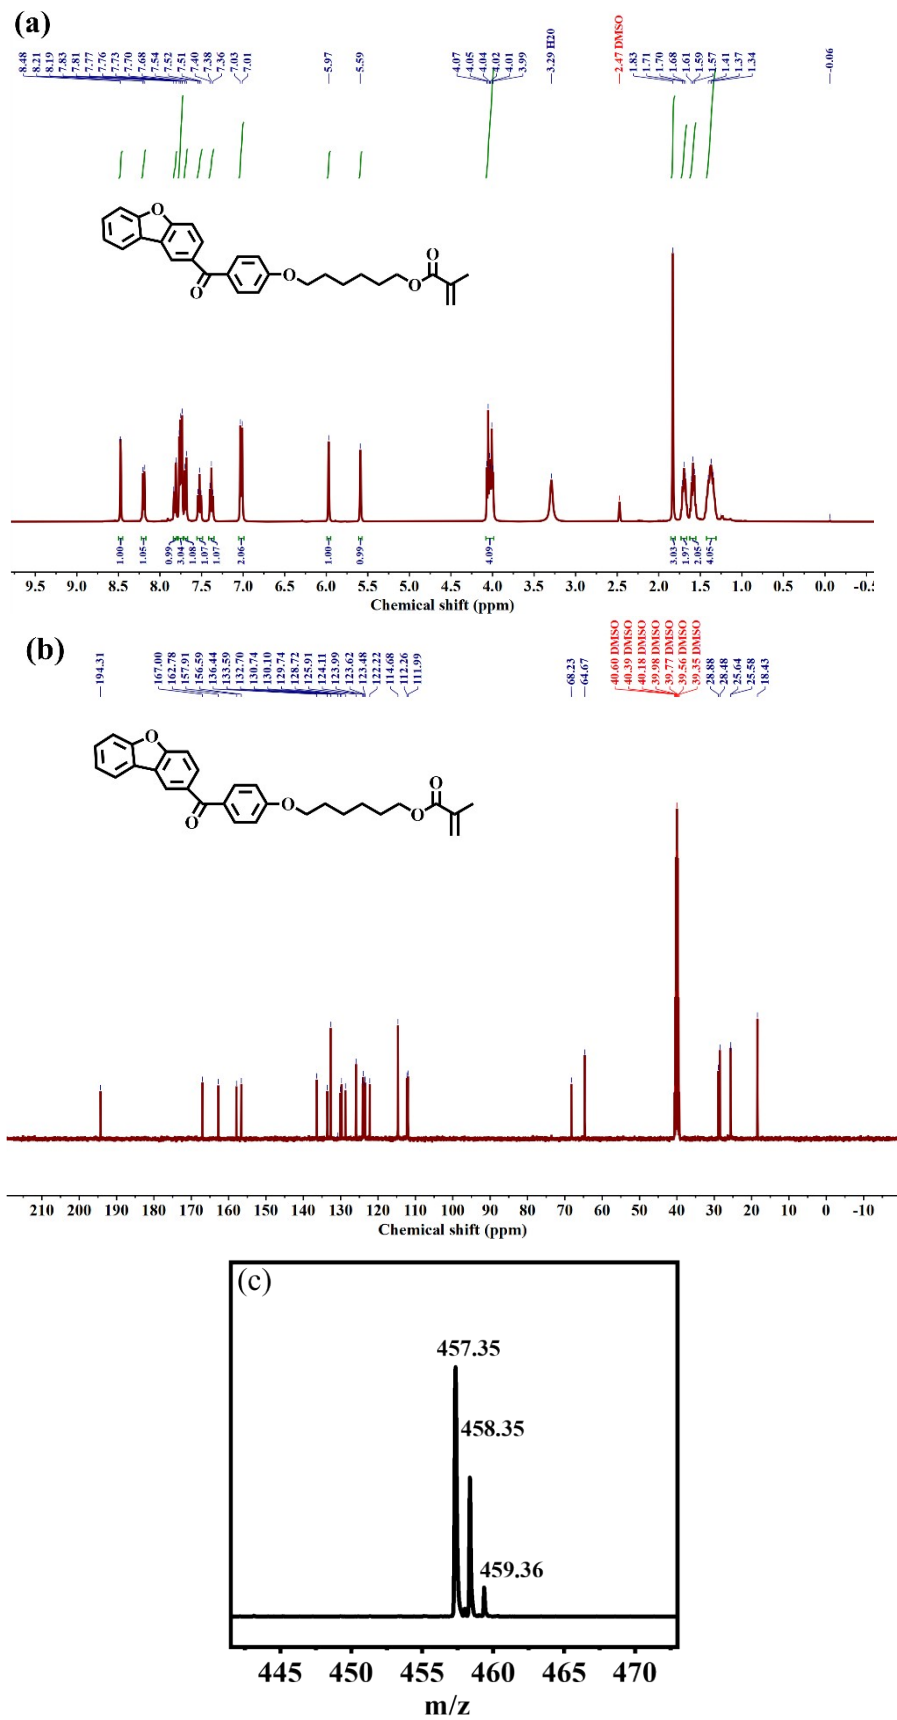 (a)
8.48
8.21
8.19
7.83
7.81
7.77
7.76
7.73
7.70
7.68
7.54
7.52
7.51
7.40
7.38
7.36
7.03
7.01
5.97
5.59
4.07
4.05
4.04
4.02
4.01
3.99
3.29 H20
2.47 DMSO
1.83
1.71
1.70
1.68
1.61
1.59
1.57
1.41
1.37
1.34
-0.06
O
O
O
O
O
1.00
1.05
0.99
3.04
1.08
1.07
1.07
2.06
1.00
0.99
4.09
3.03
1.97
2.05
4.05
9.5 9.0 8.5 8.0 7.5 7.0 6.5 6.0 5.5 5.0 4.5 4.0 3.5 3.0 2.5 2.0 1.5 1.0 0.5 0.0 -0.5
Chemical shift (ppm)
(b)
194.31
167.00
162.78
157.91
156.59
136.44
133.59
132.70
130.74
130.10
129.74
128.72
125.91
124.11
123.99
123.62
123.48
122.22
114.68
112.26
111.99
68.23
64.67
40.60 DMSO
40.39 DMSO
40.18 DMSO
39.98 DMSO
39.77 DMSO
39.56 DMSO
39.35 DMSO
28.88
28.48
25.64
25.58
18.43
O
O
O
O
O
210 200 190 180 170 160 150 140 130 120 110 100 90 80 70 60 50 40 30 20 10 0 -10
Chemical shift (ppm)
(c)
457.35
458.35
459.36
445 450 455 460 465 470
m/z